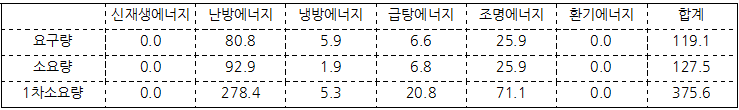 신재생에너지 난방에너지 냉방에너지 급탕에너지 조명에너지 환기에너지 합계
요구량 0.0 80.8 5.9 6.6 25.9 0.0 119.1
소요량 0.0 92.9 1.9 6.8 25.9 0.0 127.5
1차소요량 0.0 278.4 5.3 20.8 71.1 0.0 375.6